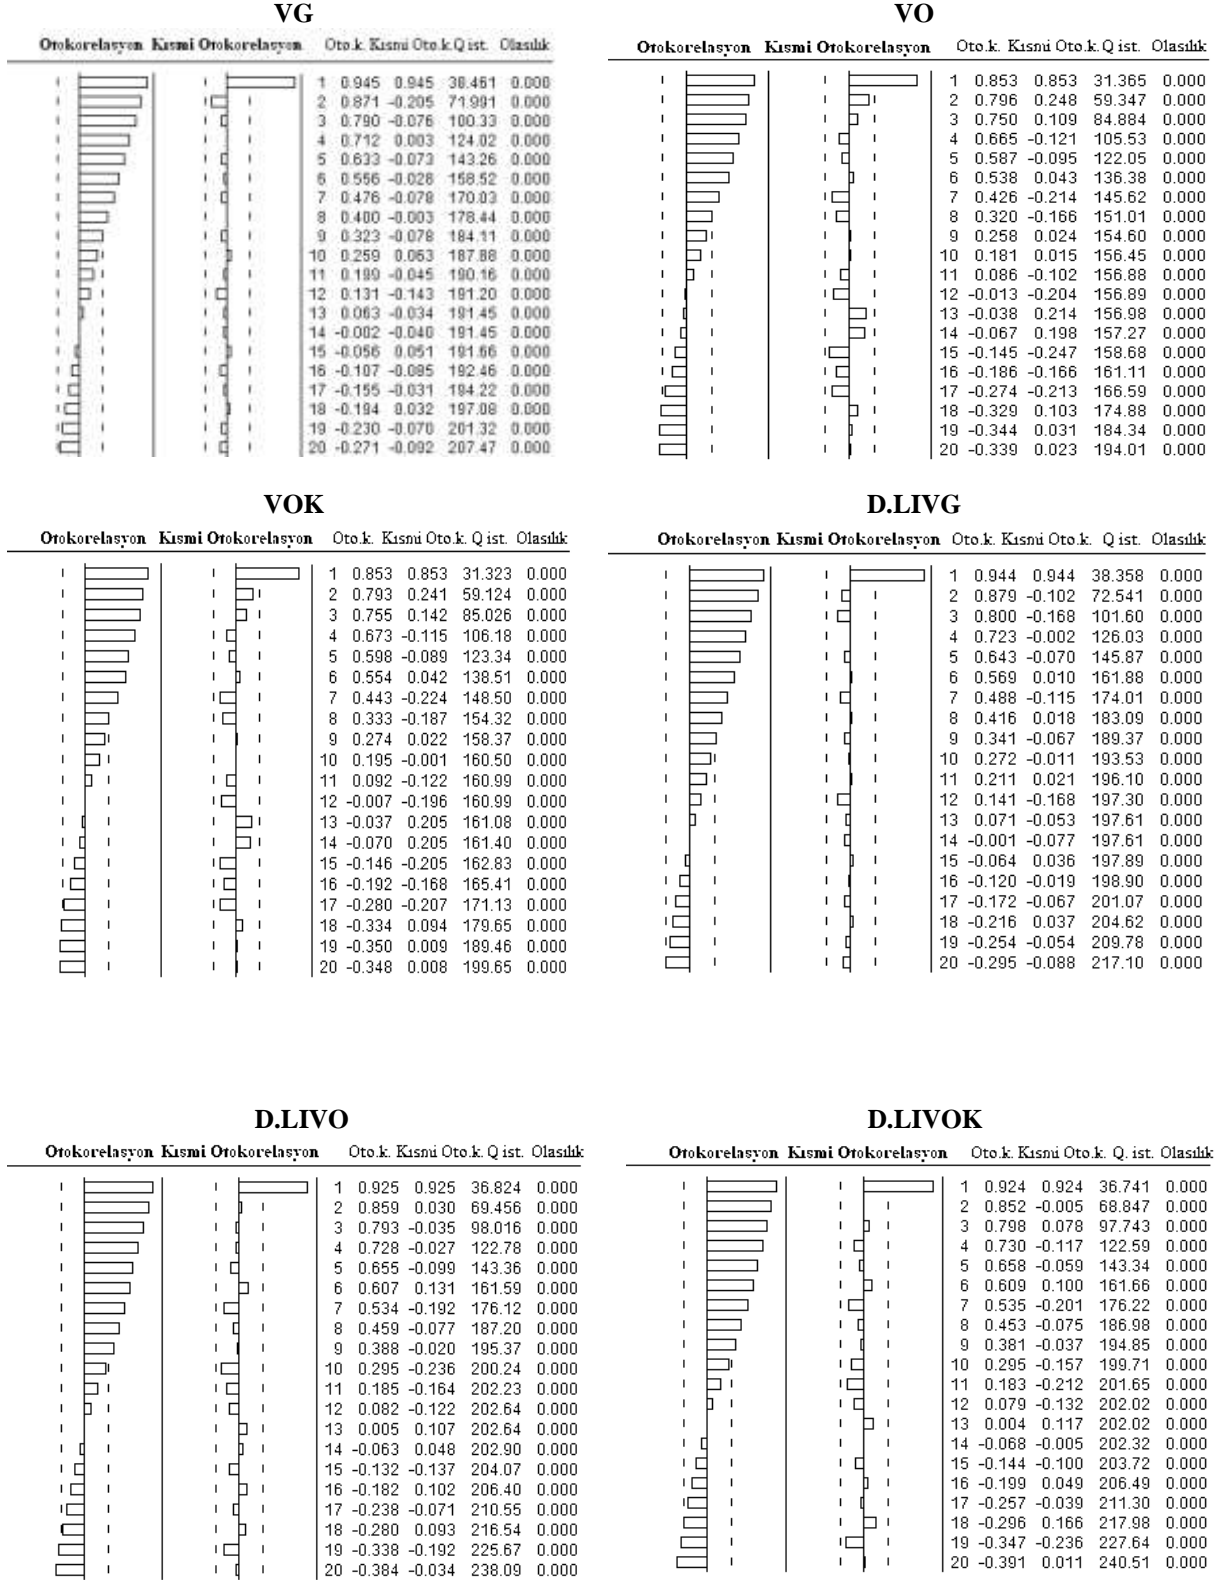 VG
Otokorelasyon Kısmi Otokorelasyon Oto.k. Kısmi Oto.k. Q ist. Olasılık
1 0.945 0.945 38.461 0.000
2 0.871 -0.205 71.991 0.000
3 0.790 -0.076 100.33 0.000
4 0.712 0.003 124.02 0.000
5 0.633 -0.073 143.26 0.000
6 0.556 -0.028 158.52 0.000
7 0.476 -0.078 170.03 0.000
8 0.400 -0.003 178.44 0.000
9 0.323 -0.078 184.11 0.000
10 0.259 0.063 187.88 0.000
11 0.199 -0.045 190.16 0.000
12 0.131 -0.143 191.20 0.000
13 0.063 -0.034 191.45 0.000
14 -0.002 -0.040 191.45 0.000
15 -0.056 0.051 191.66 0.000
16 -0.107 -0.085 192.46 0.000
17 -0.155 -0.031 194.22 0.000
18 -0.194 0.032 197.08 0.000
19 -0.230 -0.070 201.32 0.000
20 -0.271 -0.092 207.47 0.000
VO
Otokorelasyon Kısmi Otokorelasyon Oto.k. Kısmi Oto.k. Q ist. Olasılık
1 0.853 0.853 31.365 0.000
2 0.796 0.248 59.347 0.000
3 0.750 0.109 84.884 0.000
4 0.665 -0.121 105.53 0.000
5 0.587 -0.095 122.05 0.000
6 0.538 0.043 136.38 0.000
7 0.426 -0.214 145.62 0.000
8 0.320 -0.166 151.01 0.000
9 0.258 0.024 154.60 0.000
10 0.181 0.015 156.45 0.000
11 0.086 -0.102 156.88 0.000
12 -0.013 -0.204 156.89 0.000
13 -0.038 0.214 156.98 0.000
14 -0.067 0.198 157.27 0.000
15 -0.145 -0.247 158.68 0.000
16 -0.186 -0.166 161.11 0.000
17 -0.274 -0.213 166.59 0.000
18 -0.329 0.103 174.88 0.000
19 -0.344 0.031 184.34 0.000
20 -0.339 0.023 194.01 0.000
VOK
Otokorelasyon Kısmi Otokorelasyon Oto.k. Kısmi Oto.k. Q ist. Olasılık
1 0.853 0.853 31.323 0.000
2 0.793 0.241 59.124 0.000
3 0.755 0.142 85.026 0.000
4 0.673 -0.115 106.18 0.000
5 0.598 -0.089 123.34 0.000
6 0.554 0.042 138.51 0.000
7 0.443 -0.224 148.50 0.000
8 0.333 -0.187 154.32 0.000
9 0.274 0.022 158.37 0.000
10 0.195 -0.001 160.50 0.000
11 0.092 -0.122 160.99 0.000
12 -0.007 -0.196 160.99 0.000
13 -0.037 0.205 161.08 0.000
14 -0.070 0.205 161.40 0.000
15 -0.146 -0.205 162.83 0.000
16 -0.192 -0.168 165.41 0.000
17 -0.280 -0.207 171.13 0.000
18 -0.334 0.094 179.65 0.000
19 -0.350 0.009 189.46 0.000
20 -0.348 0.008 199.65 0.000
D.LIVG
Otokorelasyon Kısmi Otokorelasyon Oto.k. Kısmi Oto.k. Q ist. Olasılık
1 0.944 0.944 38.358 0.000
2 0.879 -0.102 72.541 0.000
3 0.800 -0.168 101.60 0.000
4 0.723 -0.002 126.03 0.000
5 0.643 -0.070 145.87 0.000
6 0.569 0.010 161.88 0.000
7 0.488 -0.115 174.01 0.000
8 0.416 0.018 183.09 0.000
9 0.341 -0.067 189.37 0.000
10 0.272 -0.011 193.53 0.000
11 0.211 0.021 196.10 0.000
12 0.141 -0.168 197.30 0.000
13 0.071 -0.053 197.61 0.000
14 -0.001 -0.077 197.61 0.000
15 -0.064 0.036 197.89 0.000
16 -0.120 -0.019 198.90 0.000
17 -0.172 -0.067 201.07 0.000
18 -0.216 0.037 204.62 0.000
19 -0.254 -0.054 209.78 0.000
20 -0.295 -0.088 217.10 0.000
D.LIVO
Otokorelasyon Kısmi Otokorelasyon Oto.k. Kısmi Oto.k. Q ist. Olasılık
1 0.925 0.925 36.824 0.000
2 0.859 0.030 69.456 0.000
3 0.793 -0.035 98.016 0.000
4 0.728 -0.027 122.78 0.000
5 0.655 -0.099 143.36 0.000
6 0.607 0.131 161.59 0.000
7 0.534 -0.192 176.12 0.000
8 0.459 -0.077 187.20 0.000
9 0.388 -0.020 195.37 0.000
10 0.295 -0.236 200.24 0.000
11 0.185 -0.164 202.23 0.000
12 0.082 -0.122 202.64 0.000
13 0.005 0.107 202.64 0.000
14 -0.063 0.048 202.90 0.000
15 -0.132 -0.137 204.07 0.000
16 -0.182 0.102 206.40 0.000
17 -0.238 -0.071 210.55 0.000
18 -0.280 0.093 216.54 0.000
19 -0.338 -0.192 225.67 0.000
20 -0.384 -0.034 238.09 0.000
D.LIVOK
Otokorelasyon Kısmi Otokorelasyon Oto.k. Kısmi Oto.k. Q. ist. Olasılık
1 0.924 0.924 36.741 0.000
2 0.852 -0.005 68.847 0.000
3 0.798 0.078 97.743 0.000
4 0.730 -0.117 122.59 0.000
5 0.658 -0.059 143.34 0.000
6 0.609 0.100 161.66 0.000
7 0.535 -0.201 176.22 0.000
8 0.453 -0.075 186.98 0.000
9 0.381 -0.037 194.85 0.000
10 0.295 -0.157 199.71 0.000
11 0.183 -0.212 201.65 0.000
12 0.079 -0.132 202.02 0.000
13 0.004 0.117 202.02 0.000
14 -0.068 -0.005 202.32 0.000
15 -0.144 -0.100 203.72 0.000
16 -0.199 0.049 206.49 0.000
17 -0.257 -0.039 211.30 0.000
18 -0.296 0.166 217.98 0.000
19 -0.347 -0.236 227.64 0.000
20 -0.391 0.011 240.51 0.000